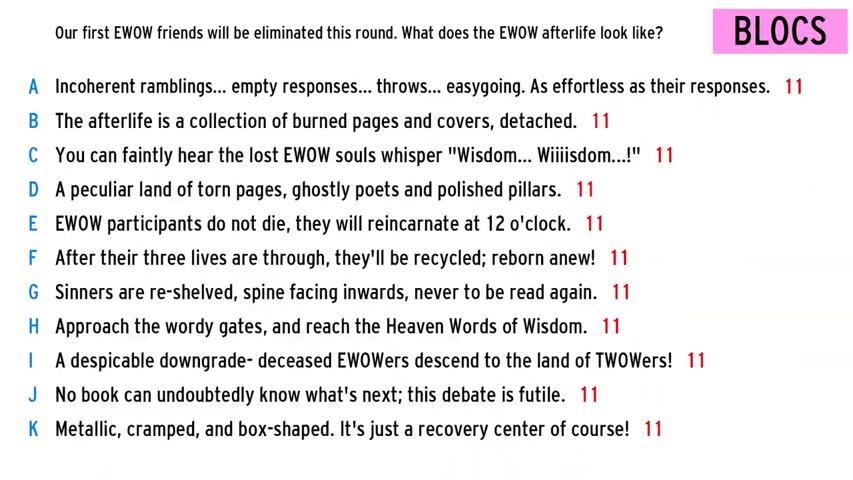 Our first EWOW friends will be eliminated this round. What does the EWOW afterlife look like?
BLOCS
A Incoherent ramblings... empty responses... throws... easygoing. As effortless as their responses. 11
B The afterlife is a collection of burned pages and covers, detached. 11
C You can faintly hear the lost EWOW souls whisper "Wisdom... Wiiiisdom...!" 11
D A peculiar land of torn pages, ghostly poets and polished pillars. 11
E EWOW participants do not die, they will reincarnate at 12 o'clock. 11
F After their three lives are through, they'll be recycled; reborn anew! 11
G Sinners are re-shelved, spine facing inwards, never to be read again. 11
H Approach the wordy gates, and reach the Heaven Words of Wisdom. 11
I A despicable downgrade- deceased EWOWers descend to the land of TWOWers! 11
J No book can undoubtedly know what's next; this debate is futile. 11
K Metallic, cramped, and box-shaped. It's just a recovery center of course! 11